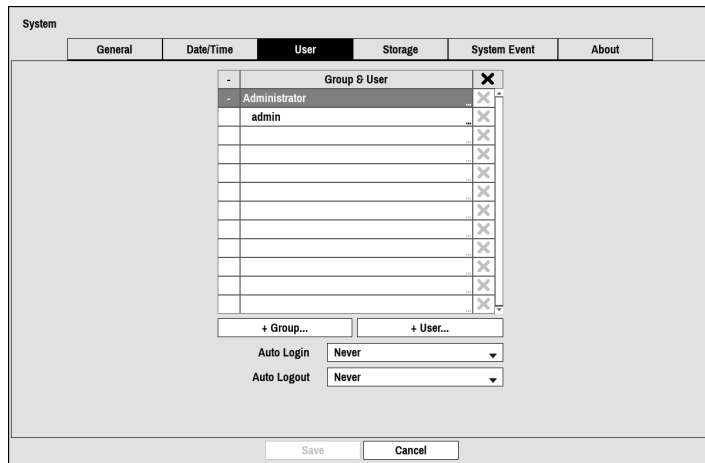 System
General Date/Time User Storage System Event About
- Group & User
- Administrator ...
admin ...
...
...
...
...
...
...
...
...
...
...
+ Group... + User...
Auto Login Never
Auto Logout Never
Save Cancel